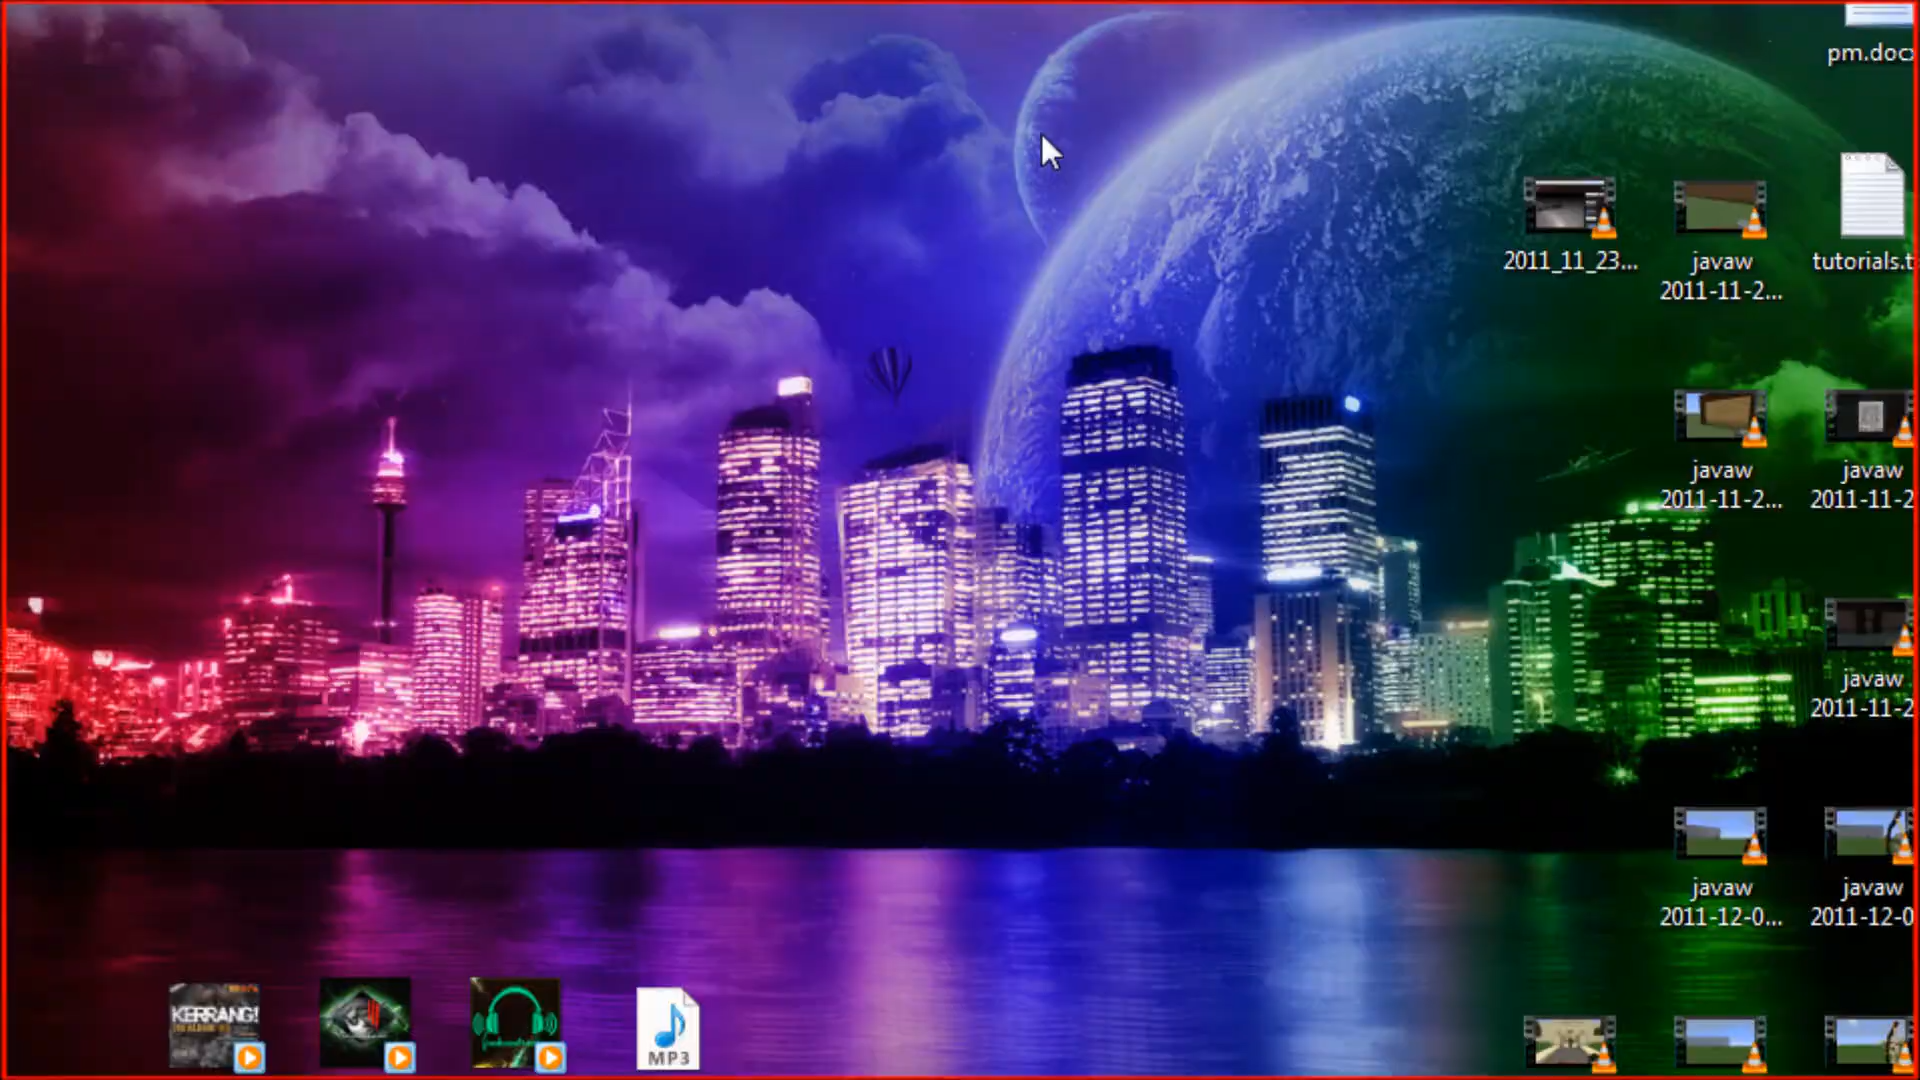 pm.doc
2011_11_23...
javaw
2011-11-2...
tutorials.t
javaw
2011-11-2...
javaw
2011-11-2
javaw
2011-11-2
javaw
2011-12-0...
javaw
2011-12-0
KERRANG!
MP3